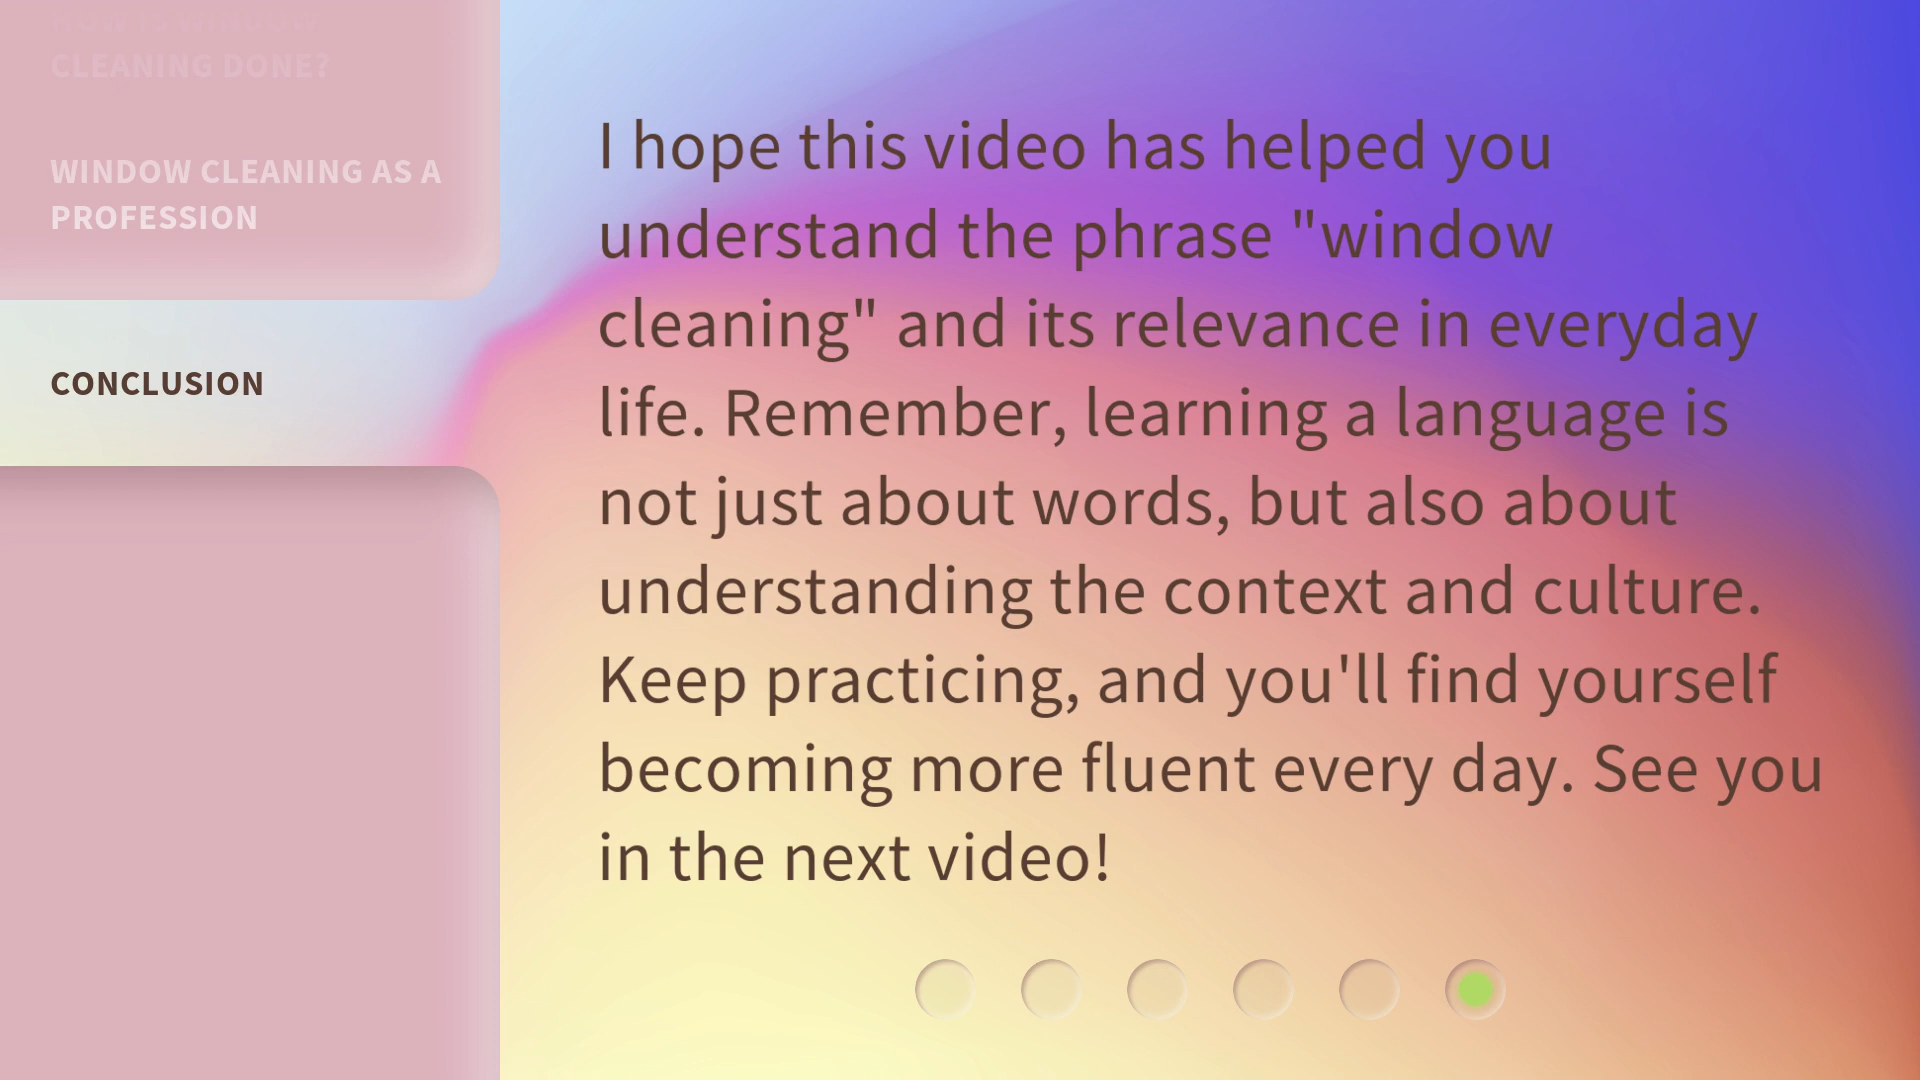 HOW IS WINDOW
CLEANING DONE?
WINDOW CLEANING AS A
PROFESSION
CONCLUSION
I hope this video has helped you
understand the phrase "window
cleaning" and its relevance in everyday
life. Remember, learning a language is
not just about words, but also about
understanding the context and culture.
Keep practicing, and you'll find yourself
becoming more fluent every day. See you
in the next video!